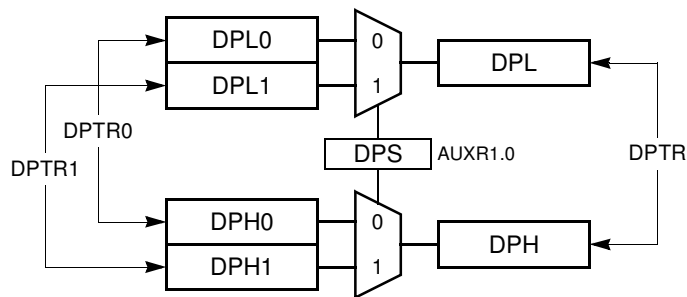 DPL0
0
DPL
DPL1
1
DPTR0
DPS
AUXR1.0
DPTR
DPTR1
DPH0
0
DPH
DPH1
1